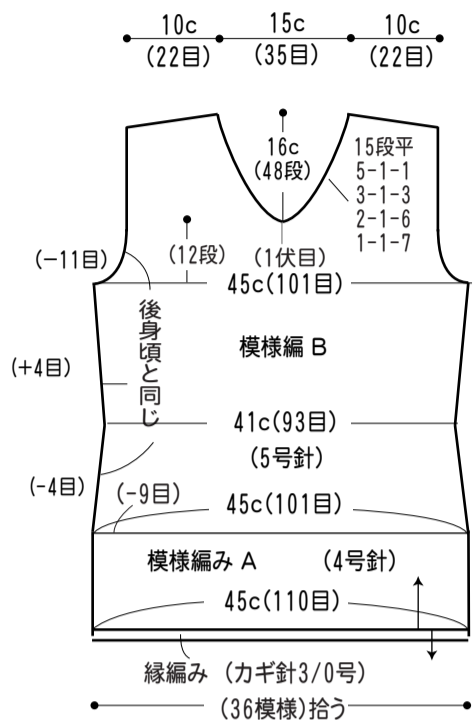 10c 15c 10c
(22目) (35目) (22目)
16c
(48段)
15段平
5-1-1
3-1-3
2-1-6
1-1-7
(−11目)
(12段)
(1伏目)
45c(101目)
後身頃と同じ
模様編 B
(+4目)
41c(93目)
(5号針)
(-4目)
(-9目)
45c(101目)
模様編み A (4号針)
45c(110目)
縁編み (カギ針3/0号)
(36模様)拾う